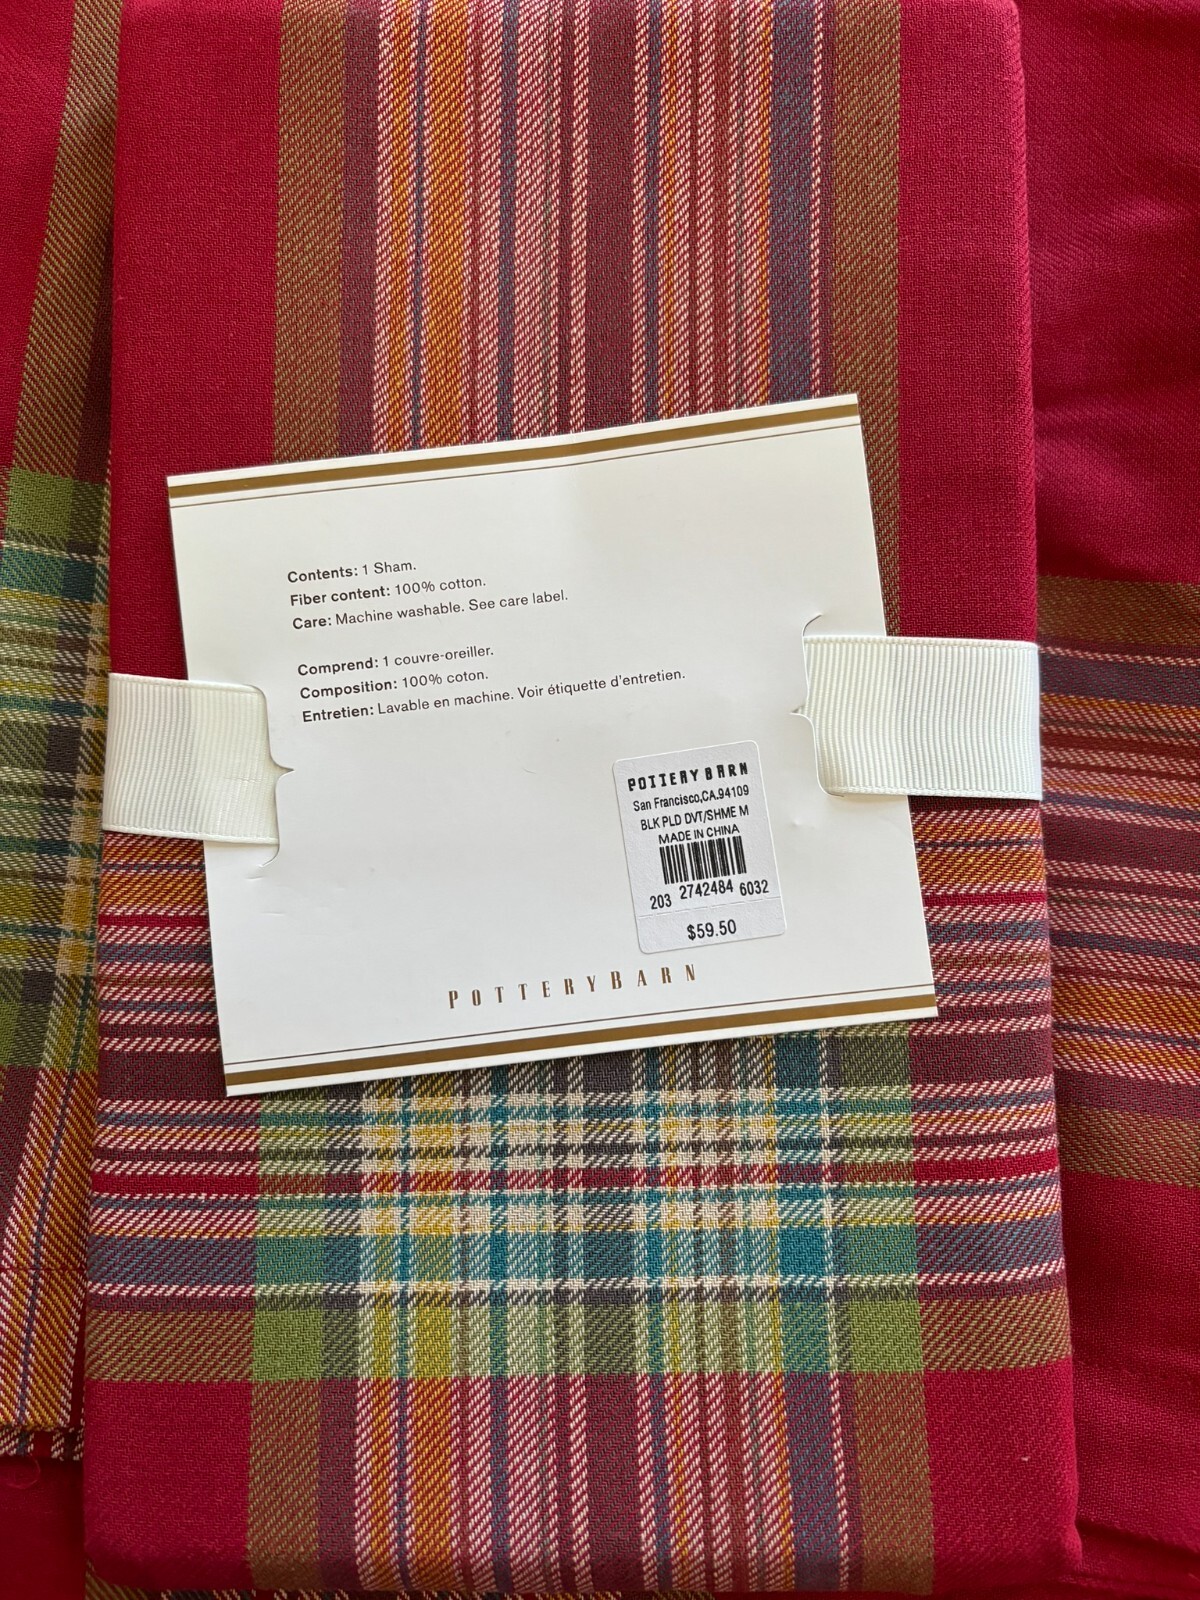 Contents: 1 Sham.
Fiber content: 100% cotton.
Care: Machine washable. See care label.
Comprend: 1 couvre-oreiller.
Composition: 100% coton.
Entretien: Lavable en machine. Voir étiquette d'entretien.
POTTERY BARN
San Francisco,CA.94109
BLK PLD DVT/SHME M
MADE IN CHINA
203 2742484 6032
$59.50
POTTERYBARN